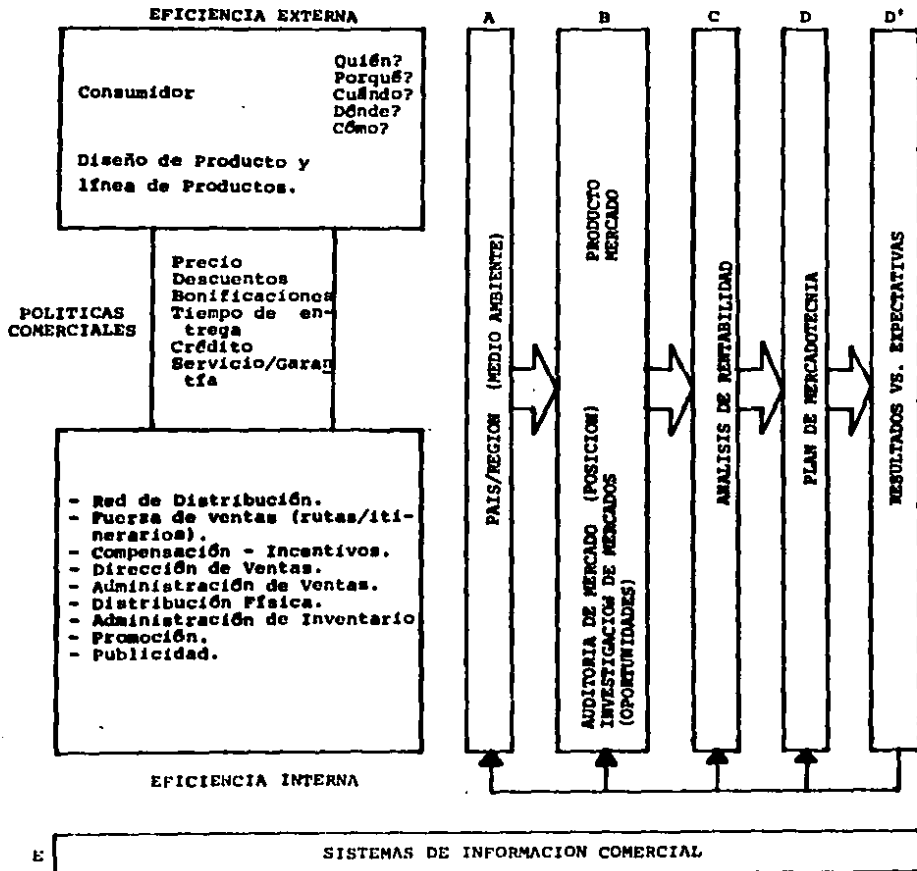 EFICIENCIA EXTERNA
Consumidor
Quién?
Porqué?
Cuándo?
Dónde?
Cómo?
Diseño de Producto y
línea de Productos.
POLITICAS
COMERCIALES
Precio
Descuentos
Bonificaciones
Tiempo de en-
trega
Crédito
Servicio/Garan
tía
- Red de Distribución.
- Fuerza de ventas (rutas/iti-
nerarios).
- Compensación - Incentivos.
- Dirección de Ventas.
- Administración de Ventas.
- Distribución Física.
- Administración de Inventario
- Promoción.
- Publicidad.
EFICIENCIA INTERNA
A
PAIS/REGION (MEDIO AMBIENTE)
B
PRODUCTO
MERCADO
AUDITORIA DE MERCADO (POSICION)
INVESTIGACION DE MERCADOS
(OPORTUNIDADES)
C
ANALISIS DE RENTABILIDAD
D
PLAN DE MERCADOTECNIA
D'
RESULTADOS VS. EXPECTATIVAS
E
SISTEMAS DE INFORMACION COMERCIAL